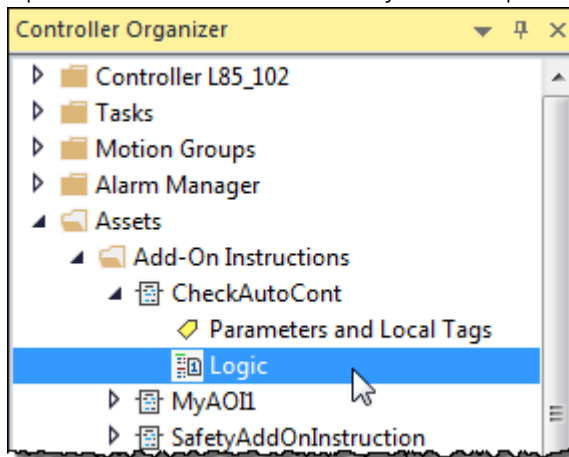 Controller Organizer
Controller L85_102
Tasks
Motion Groups
Alarm Manager
Assets
Add-On Instructions
CheckAutoCont
Parameters and Local Tags
Logic
MyAOI1
SafetyAddOnInstruction